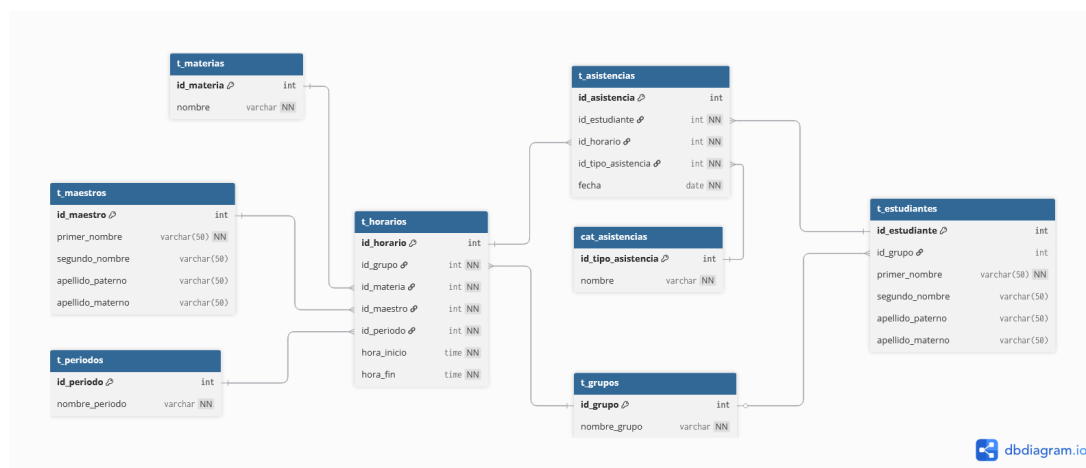 t_materias
id_materia int
nombre varchar NN
t_maestros
id_maestro int
primer_nombre varchar(50) NN
segundo_nombre varchar(50)
apellido_paterno varchar(50)
apellido_materno varchar(50)
t_periodos
id_periodo int
nombre_periodo varchar NN
t_horarios
id_horario int
id_grupo int NN
id_materia int NN
id_maestro int NN
id_periodo int NN
hora_inicio time NN
hora_fin time NN
t_asistencias
id_asistencia int
id_estudiante int NN
id_horario int NN
id_tipo_asistencia int NN
fecha date NN
cat_asistencias
id_tipo_asistencia int
nombre varchar NN
t_grupos
id_grupo int
nombre_grupo varchar NN
t_estudiantes
id_estudiante int
id_grupo int
primer_nombre varchar(50) NN
segundo_nombre varchar(50)
apellido_paterno varchar(50)
apellido_materno varchar(50)
dbdiagram.io